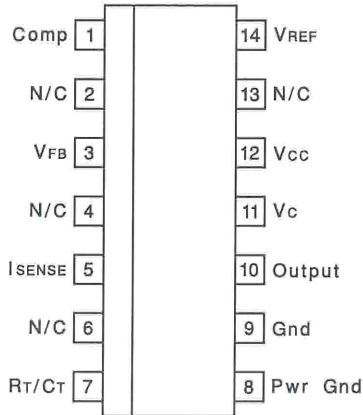 Comp 1 14 VREF
N/C 2 13 N/C
VFB 3 12 VCC
N/C 4 11 VC
ISENSE 5 10 Output
N/C 6 9 Gnd
RT/CT 7 8 Pwr Gnd